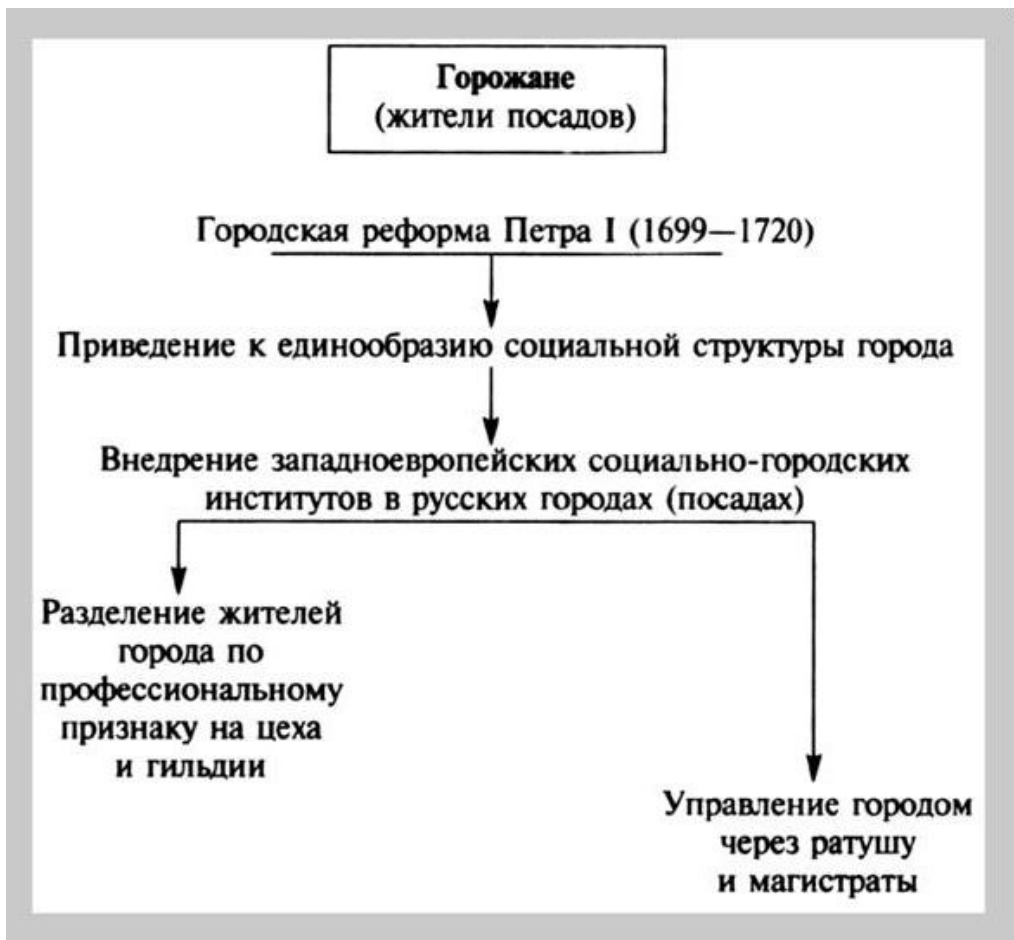 Горожане
(жители посадов)
Городская реформа Петра I (1699—1720)
Приведение к единообразию социальной структуры города
Внедрение западноевропейских социально-городских
институтов в русских городах (посадах)
Разделение жителей
города по
профессиональному
признаку на цеха
и гильдии
Управление городом
через ратушу
и магистраты